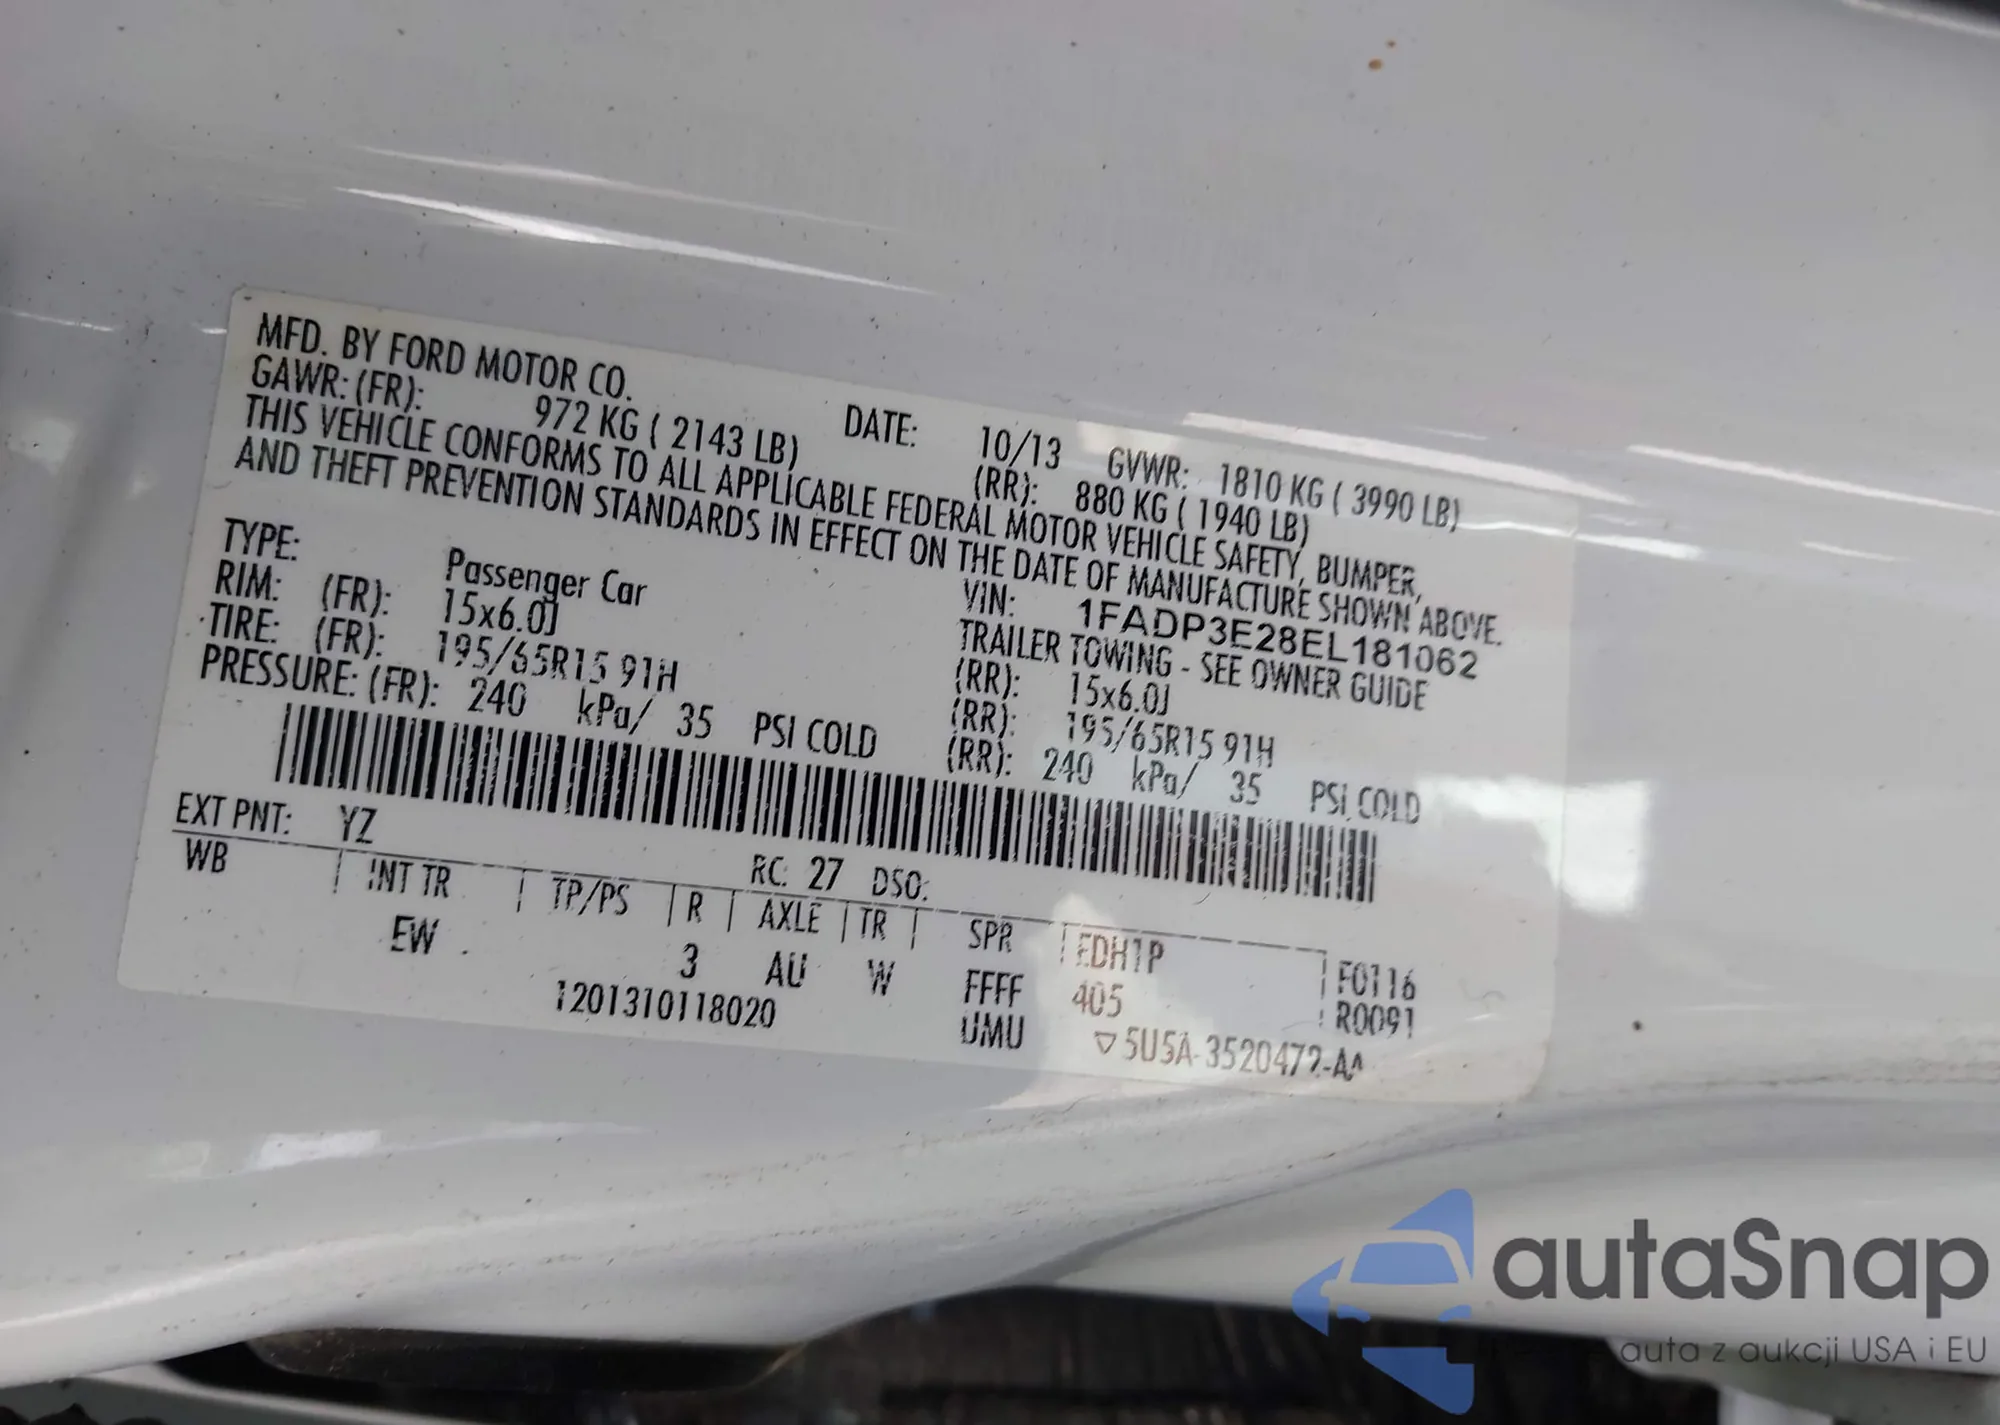 MFD. BY FORD MOTOR CO. DATE: 10/13 GVWR: 1810 KG ( 3990 LB)
GAWR: (FR): 972 KG ( 2143 LB) (RR): 880 KG ( 1940 LB)
THIS VEHICLE CONFORMS TO ALL APPLICABLE FEDERAL MOTOR VEHICLE SAFETY, BUMPER,
AND THEFT PREVENTION STANDARDS IN EFFECT ON THE DATE OF MANUFACTURE SHOWN ABOVE.
VIN: 1FADP3E28EL181062
TYPE: Passenger Car TRAILER TOWING - SEE OWNER GUIDE
RIM: (FR): 15x6.0J (RR): 15x6.0J
TIRE: (FR): 195/65R15 91H (RR): 195/65R15 91H
PRESSURE: (FR): 240 kPa/ 35 PSI COLD (RR): 240 kPa/ 35 PSI COLD
EXT PNT: YZ RC: 27 DSO:
WB INT TR TP/PS R AXLE TR SPR EDH1P F0116
EW 3 AU W FFFF 405 R0091
1201310118020 UMU ▽5U5A-3520472-AA
autaSnap
auta z aukcji USA i EU